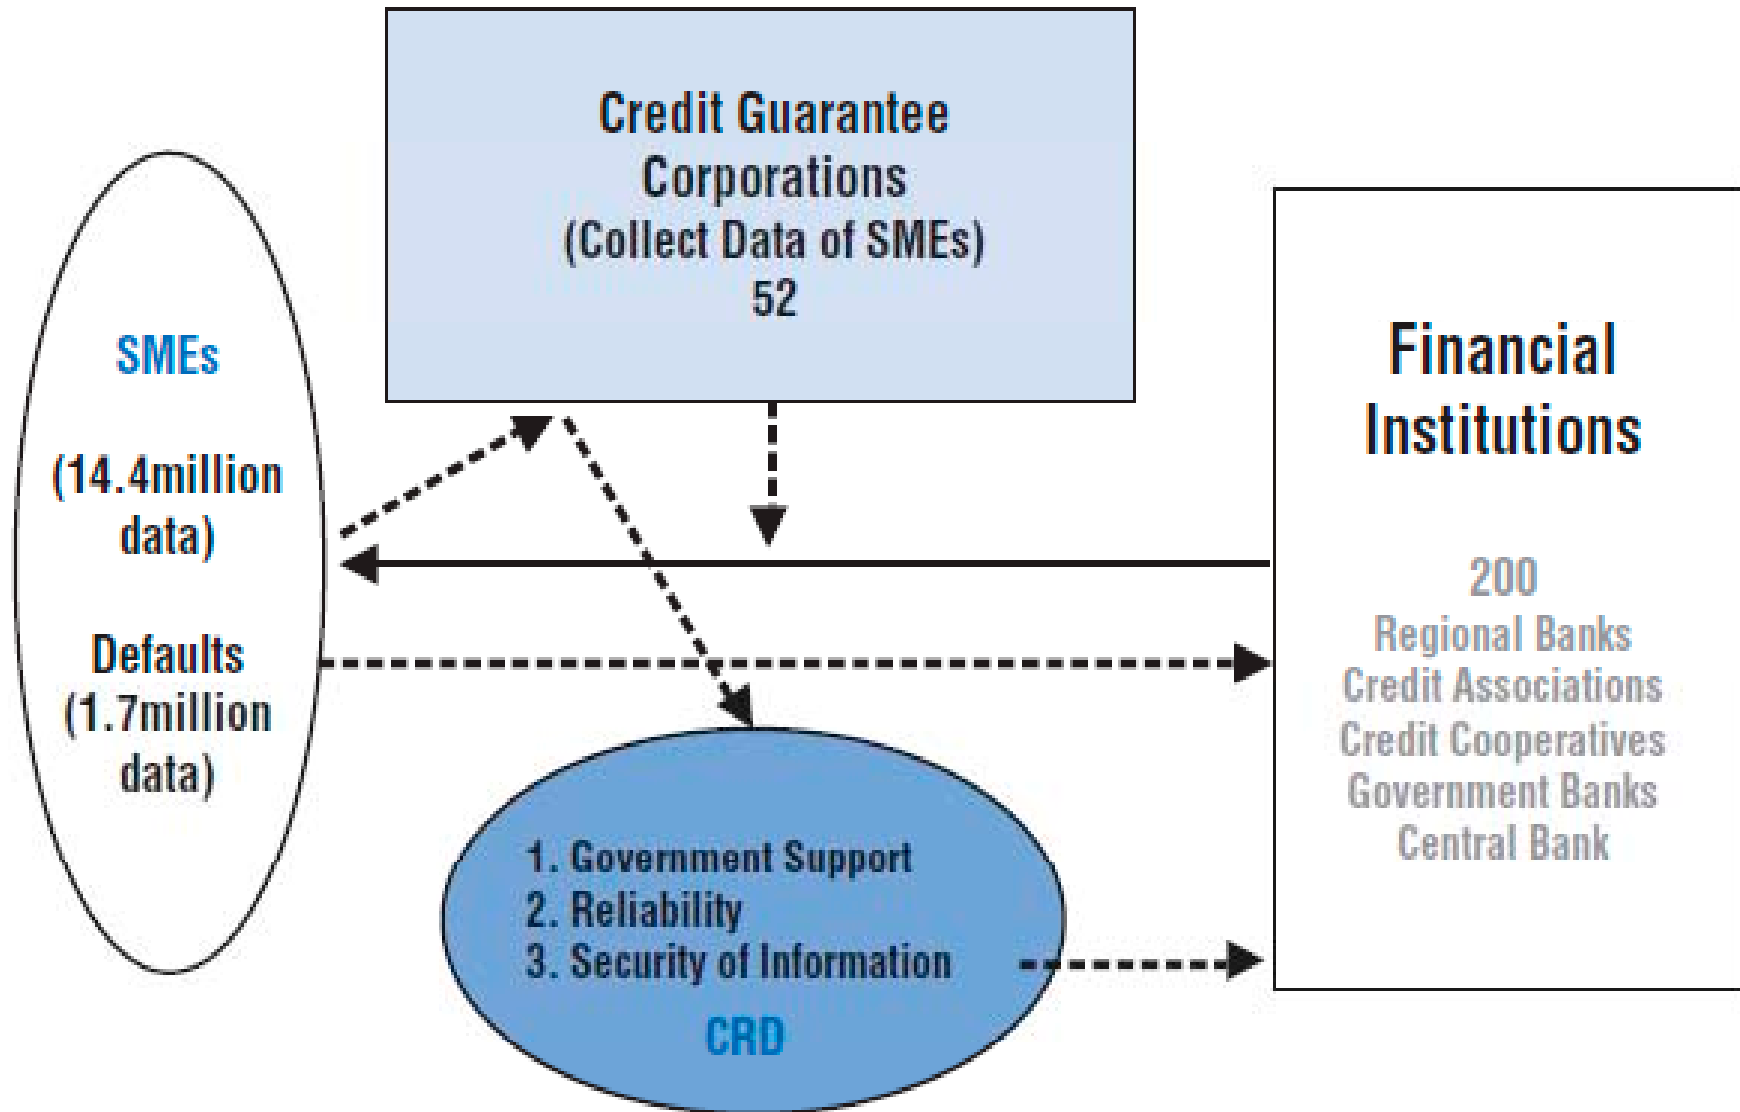 Credit Guarantee
Corporations
(Collect Data of SMEs)
52
SMEs
(14.4million
data)
Defaults
(1.7million
data)
Financial
Institutions
200
Regional Banks
Credit Associations
Credit Cooperatives
Government Banks
Central Bank
1. Government Support
2. Reliability
3. Security of Information
CRD